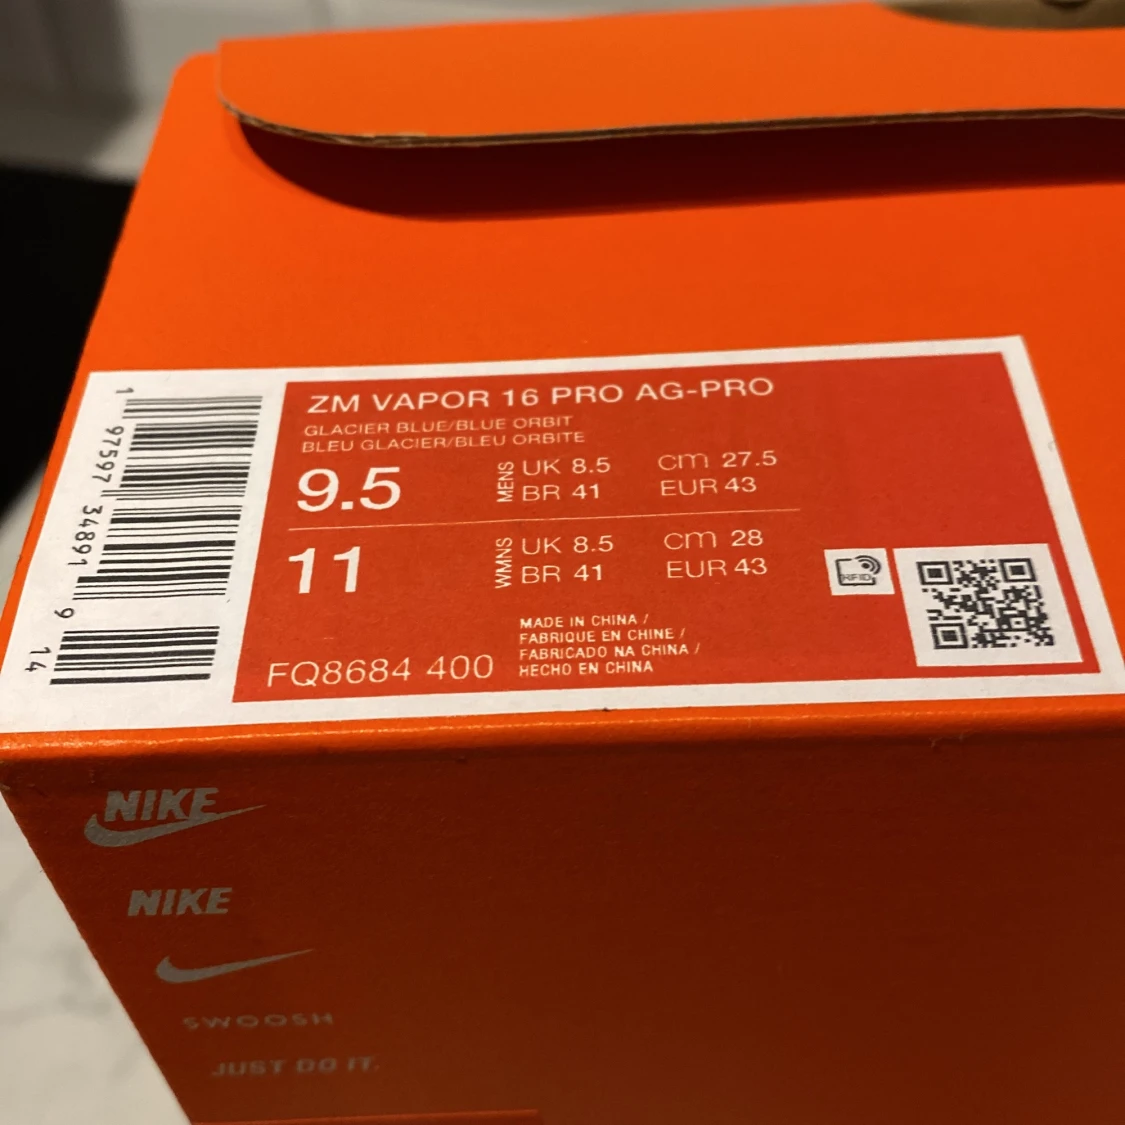 ZM VAPOR 16 PRO AG-PRO
GLACIER BLUE/BLUE ORBIT
BLEU GLACIER/BLEU ORBITE
9.5 MENS UK 8.5 cm 27.5
BR 41 EUR 43
11 WMNS UK 8.5 cm 28
BR 41 EUR 43
RFID
MADE IN CHINA /
FABRIQUE EN CHINE /
FABRICADO NA CHINA /
HECHO EN CHINA
FQ8684 400
1 97597 34891 9 14
NIKE
NIKE
SWOOSH
JUST DO IT.